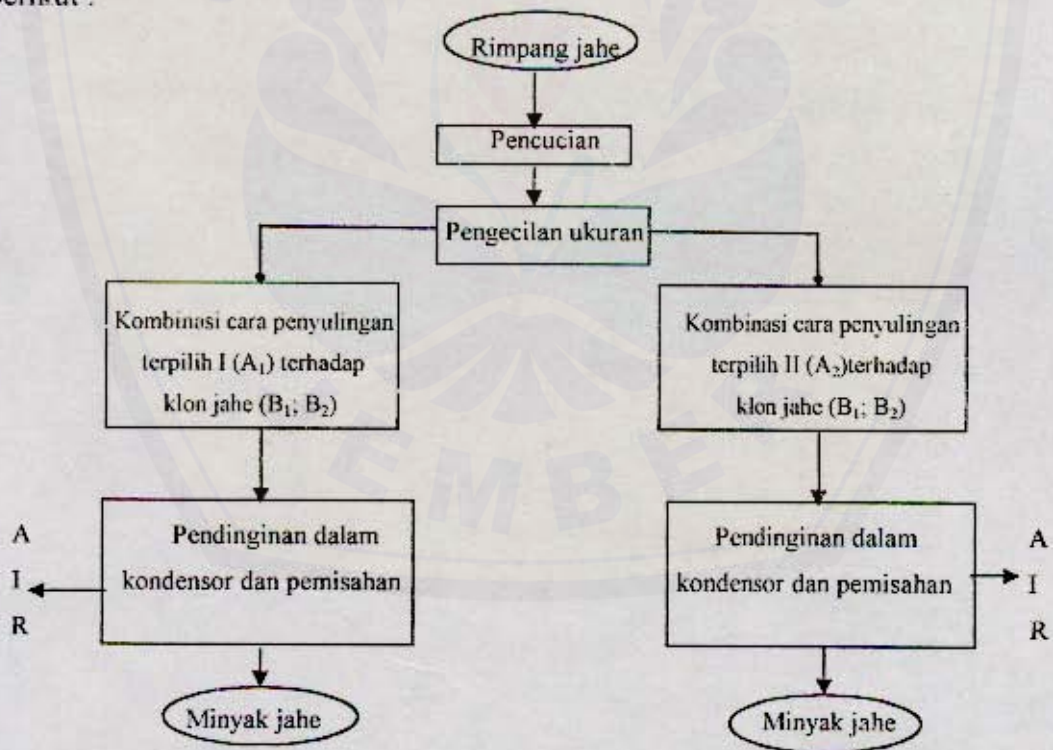 berikut :
Rimpang jahe
Pencucian
Pengecilan ukuran
Kombinasi cara penyulingan
terpilih I (A₁) terhadap
klon jahe (B₁; B₂)
Kombinasi cara penyulingan
terpilih II (A₂)terhadap
klon jahe (B₁; B₂)
Pendinginan dalam
kondensor dan pemisahan
A
I
R
Pendinginan dalam
kondensor dan pemisahan
A
I
R
Minyak jahe
Minyak jahe
EMBE